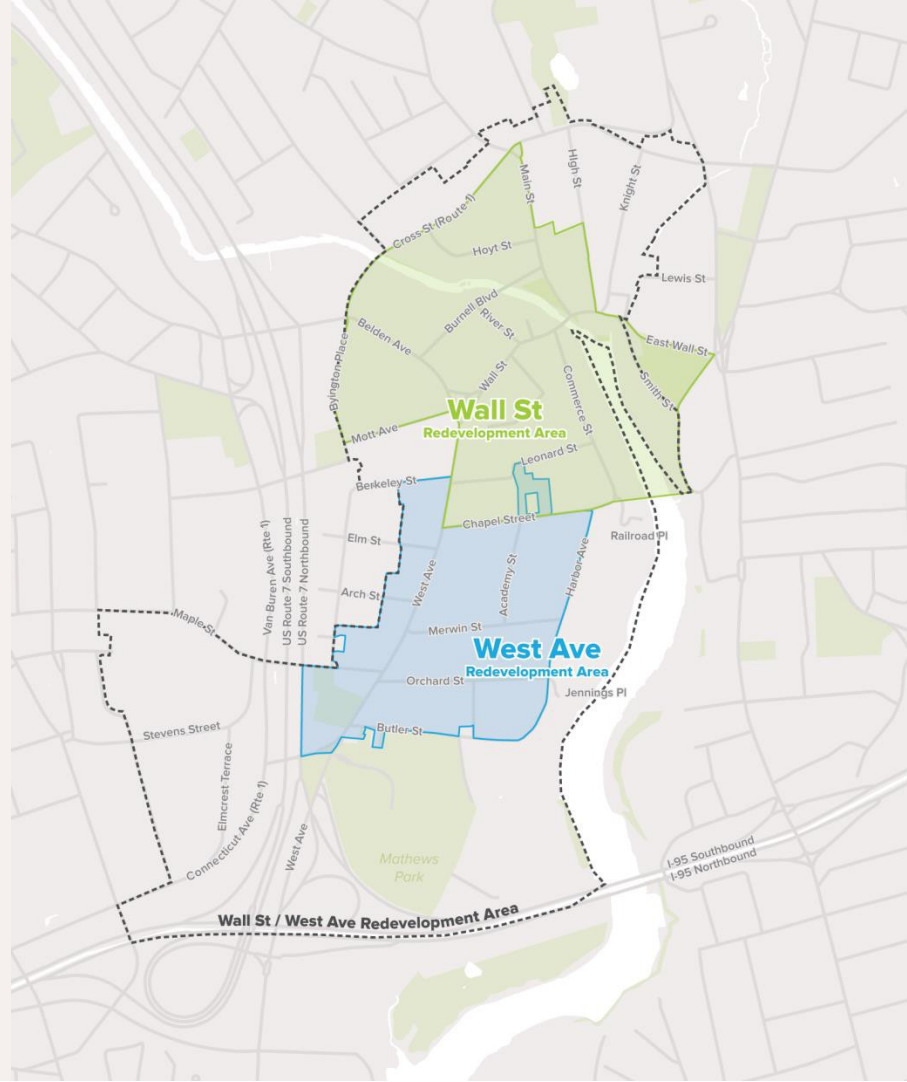 Main St
HIgh St
Knight St
Cross St (Route 1)
Hoyt St
Lewis St
Burnell Blvd
River St
Belden Ave
East Wall St
Byington Place
Wall St
Commerce St
Smith St
Wall St
Redevelopment Area
Mott Ave
Leonard St
Berkeley St
Chapel Street
Railroad Pl
Elm St
Van Buren Ave (Rte 1)
US Route 7 Southbound
US Route 7 Northbound
West Ave
Academy St
Harbor Ave
Arch St
Maple St
Merwin St
West Ave
Redevelopment Area
Orchard St
Jennings Pl
Stevens Street
Butler St
Elmcrest Terrace
Connecticut Ave (Rte 1)
West Ave
Mathews
Park
I-95 Southbound
I-95 Northbound
Wall St / West Ave Redevelopment Area